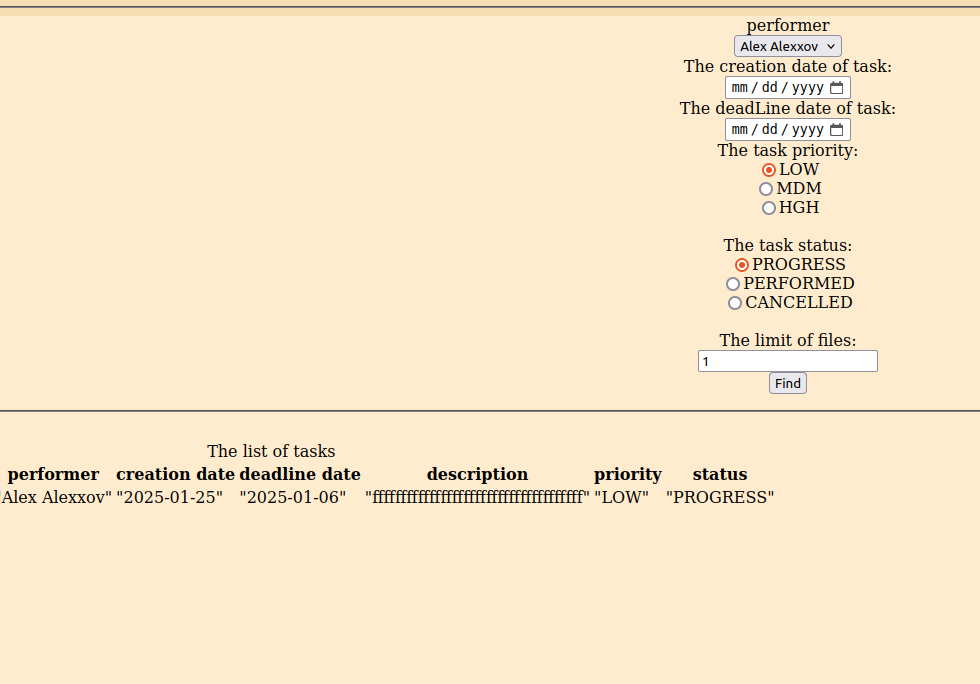 performer
Alex Alexxov
The creation date of task:
mm / dd / yyyy
The deadLine date of task:
mm / dd / yyyy
The task priority:
LOW
MDM
HGH
The task status:
PROGRESS
PERFORMED
CANCELLED
The limit of files:
1
Find
The list of tasks
performer creation date deadline date description priority status
"Alex Alexxov" "2025-01-25" "2025-01-06" "ffffffffffffffffffffffffffffffffffffff" "LOW" "PROGRESS"